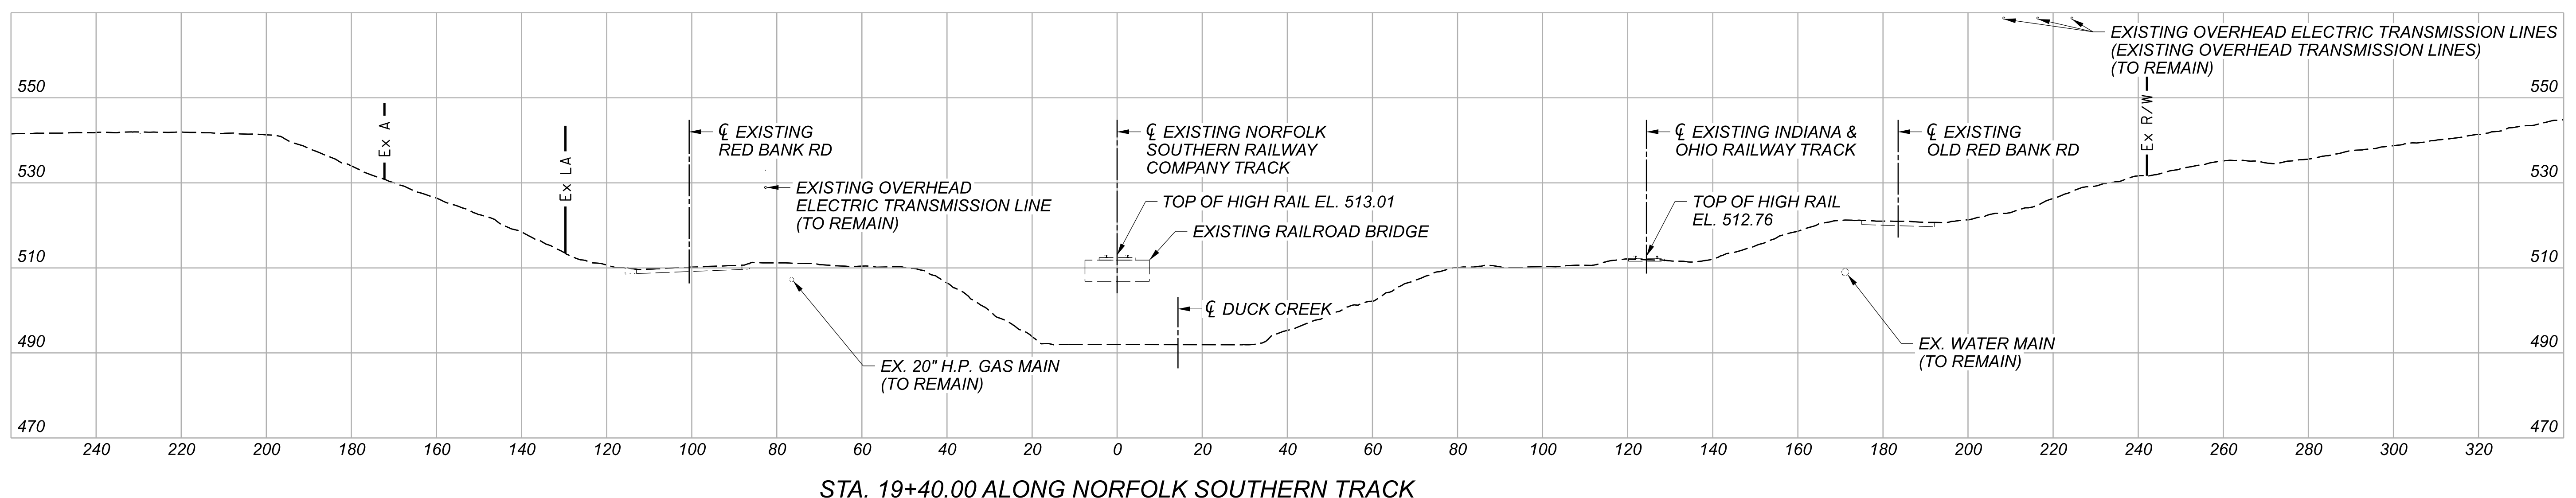 EXISTING OVERHEAD ELECTRIC TRANSMISSION LINES
(EXISTING OVERHEAD TRANSMISSION LINES)
(TO REMAIN)
550
550
Ex A
Ex LA
℄ EXISTING
RED BANK RD
℄ EXISTING NORFOLK
SOUTHERN RAILWAY
COMPANY TRACK
℄ EXISTING INDIANA &
OHIO RAILWAY TRACK
℄ EXISTING
OLD RED BANK RD
Ex R/W
530
530
EXISTING OVERHEAD
ELECTRIC TRANSMISSION LINE
(TO REMAIN)
TOP OF HIGH RAIL EL. 513.01
EXISTING RAILROAD BRIDGE
TOP OF HIGH RAIL
EL. 512.76
510
510
℄ DUCK CREEK
490
490
EX. 20" H.P. GAS MAIN
(TO REMAIN)
EX. WATER MAIN
(TO REMAIN)
470
470
240 220 200 180 160 140 120 100 80 60 40 20 0 20 40 60 80 100 120 140 160 180 200 220 240 260 280 300 320
STA. 19+40.00 ALONG NORFOLK SOUTHERN TRACK